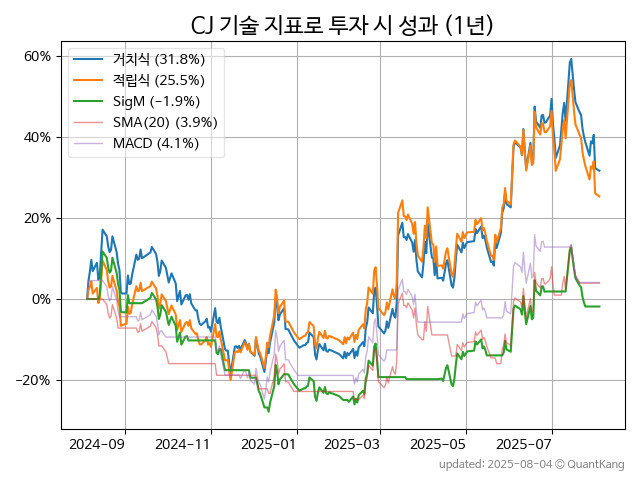 CJ 기술 지표로 투자 시 성과 (1년)
60%
40%
20%
0%
−20%
거치식 (31.8%)
적립식 (25.5%)
SigM (−1.9%)
SMA(20) (3.9%)
MACD (4.1%)
2024-09
2024-11
2025-01
2025-03
2025-05
2025-07
updated: 2025-08-04 © QuantKang